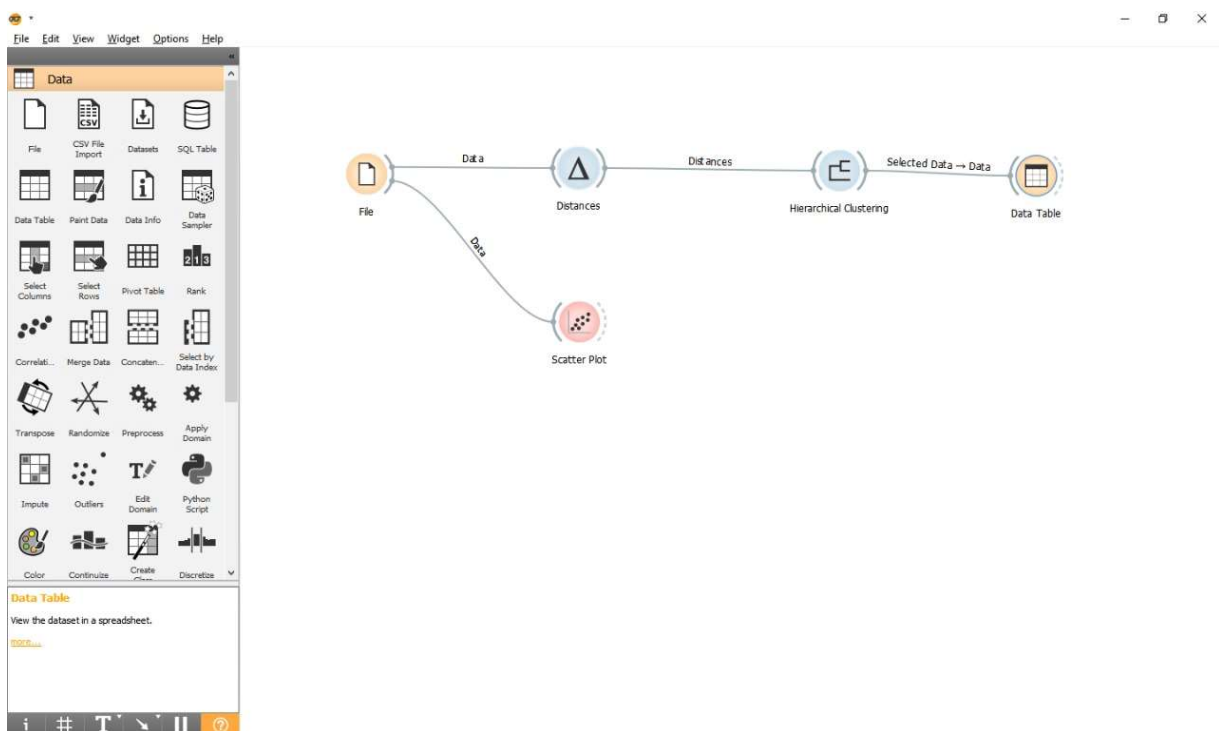 File Edit View Widget Options Help
Data
File
CSV File
Import
Datasets
SQL Table
Data Table
Paint Data
Data Info
Data
Sampler
Select
Columns
Select
Rows
Pivot Table
Rank
Correlati...
Merge Data
Concaten...
Select by
Data Index
Transpose
Randomize
Preprocess
Apply
Domain
Impute
Outliers
Edit
Domain
Python
Script
Color
Continuize
Create
Discretize
Data Table
View the dataset in a spreadsheet.
more...
File
Data
Distances
Distances
Hierarchical Clustering
Selected Data → Data
Data Table
Data
Scatter Plot